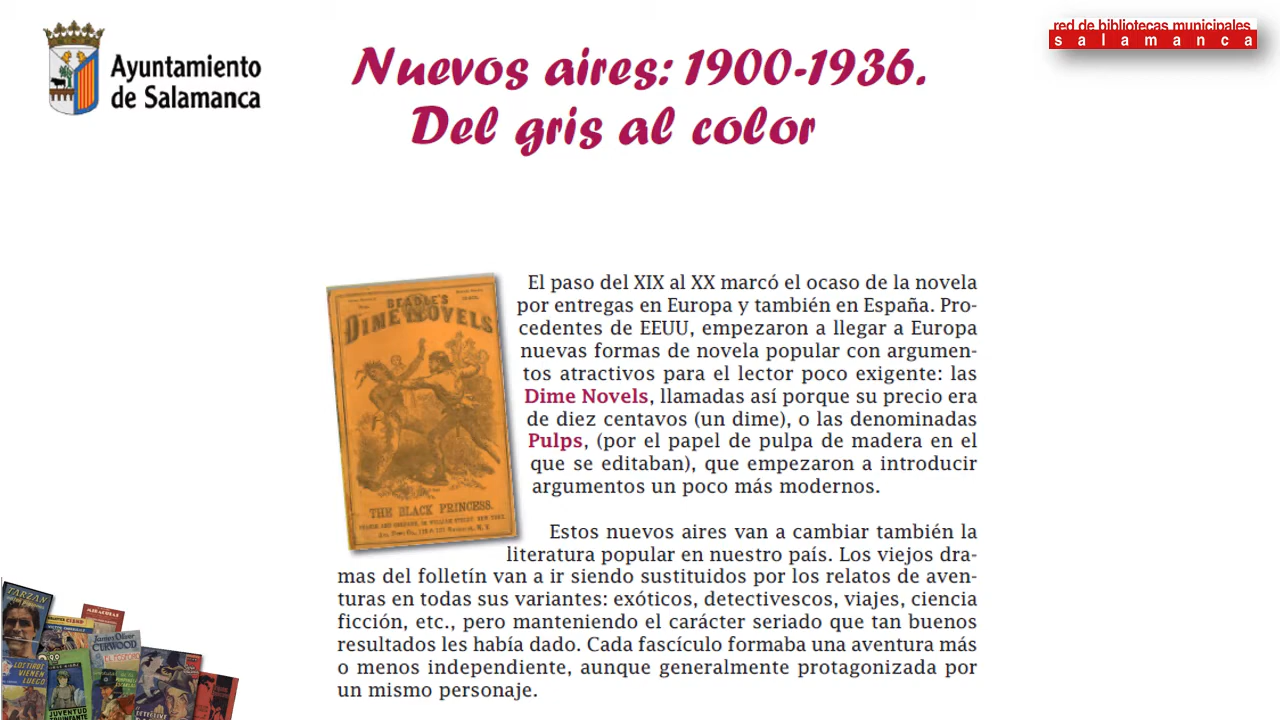 Ayuntamiento
de Salamanca
Nuevos aires: 1900-1936.
Del gris al color
red de bibliotecas municipales
salamanca
BEADLE'S
DIME NOVELS
THE BLACK PRINCESS.
El paso del XIX al XX marcó el ocaso de la novela
por entregas en Europa y también en España. Pro-
cedentes de EEUU, empezaron a llegar a Europa
nuevas formas de novela popular con argumen-
tos atractivos para el lector poco exigente: las
Dime Novels, llamadas así porque su precio era
de diez centavos (un dime), o las denominadas
Pulps, (por el papel de pulpa de madera en el
que se editaban), que empezaron a introducir
argumentos un poco más modernos.
Estos nuevos aires van a cambiar también la
literatura popular en nuestro país. Los viejos dra-
mas del folletín van a ir siendo sustituidos por los relatos de aven-
turas en todas sus variantes: exóticos, detectivescos, viajes, ciencia
ficción, etc., pero manteniendo el carácter seriado que tan buenos
resultados les había dado. Cada fascículo formaba una aventura más
o menos independiente, aunque generalmente protagonizada por
un mismo personaje.
TARZAN
James Oliver
CURWOOD
LOS TIROS
VIENEN
LUEGO
JUVENTUD
TRIUNFANTE
DETECTIVE